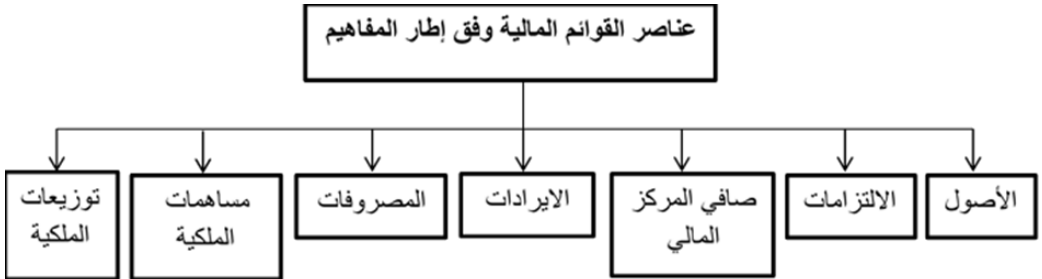 عناصر القوائم المالية وفق إطار المفاهيم
الأصول
الالتزامات
صافي المركز
المالي
الايرادات
المصروفات
مساهمات
الملكية
توزيعات
الملكية